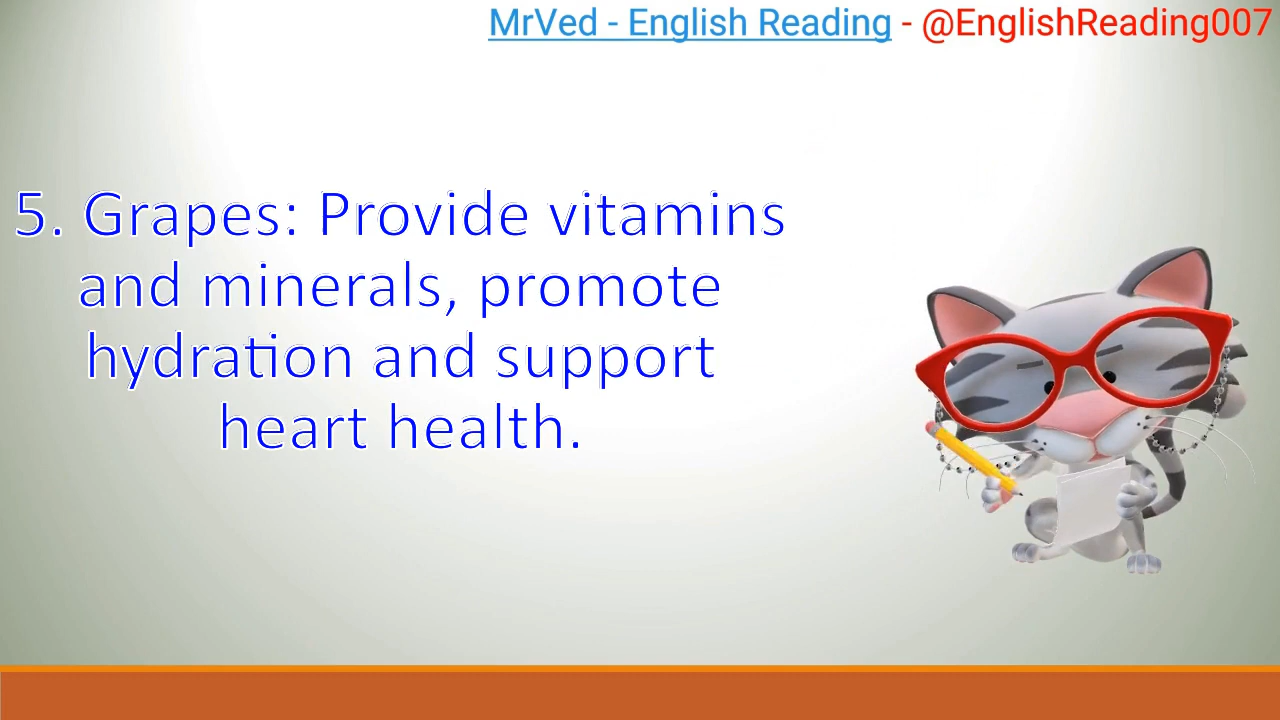 MrVed - English Reading - @EnglishReading007
5. Grapes: Provide vitamins
and minerals, promote
hydration and support
heart health.